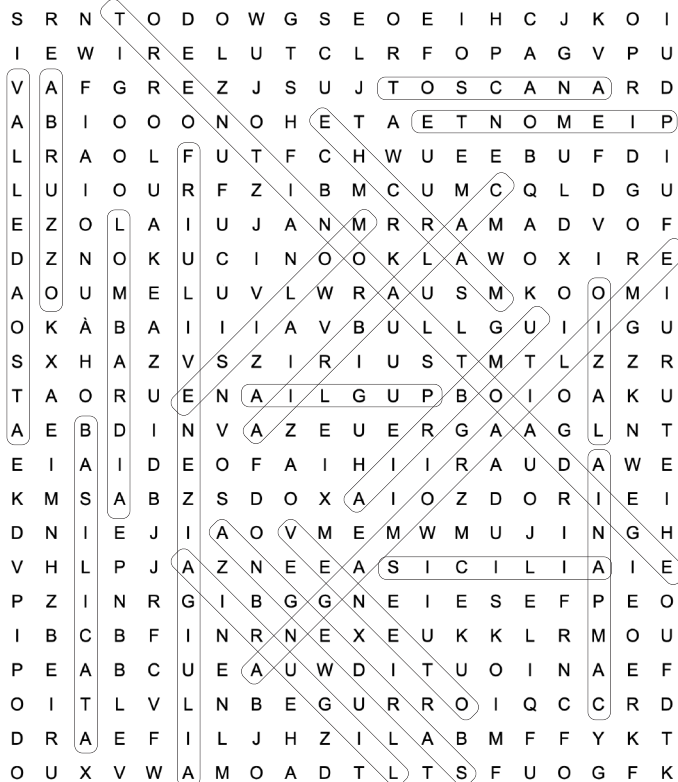 S R N T O D O W G S E O E I H C J K O I
I E W I R E L U T C L R F O P A G V P U
V A F G R E Z J S U J T O S C A N A R D
A B I O O O N O H E T A E T N O M E I P
L R A O L F U T F C H W U E E B U F D I
L U I O U R F Z I B M C U M C Q L D G U
E Z O L A I U J A N M R R A M A D V O F
D Z N O K U C I N O O K L A W O X I R E
A O U M E L U V L W R A U S M K O O M I
O K À B A I I I A V B U L L G U I I G U
S X H A Z V S Z I R I U S T M T L Z Z R
T A O R U E N A I L G U P B O I O A K U
A E B D I N V A Z E U E R G A A G L N T
E I A I D E O F A I H I I R A U D A W E
K M S A B Z S D O X A I O Z D O R I E I
D N I E J I A O V M E M W M U J I N G H
V H L P J A Z N E E A S I C I L I A I E
P Z I N R G I B G G N E I E S E F P E O
I B C B F I N R N E X E U K K L R M O U
P E A B C U E A U W D I T U O I N A E F
O I T L V L N B E G U R R O I Q C C R D
D R A E F I L J H Z I L A B M F F Y K T
O U X V W A M O A D T L T S F U O G F K